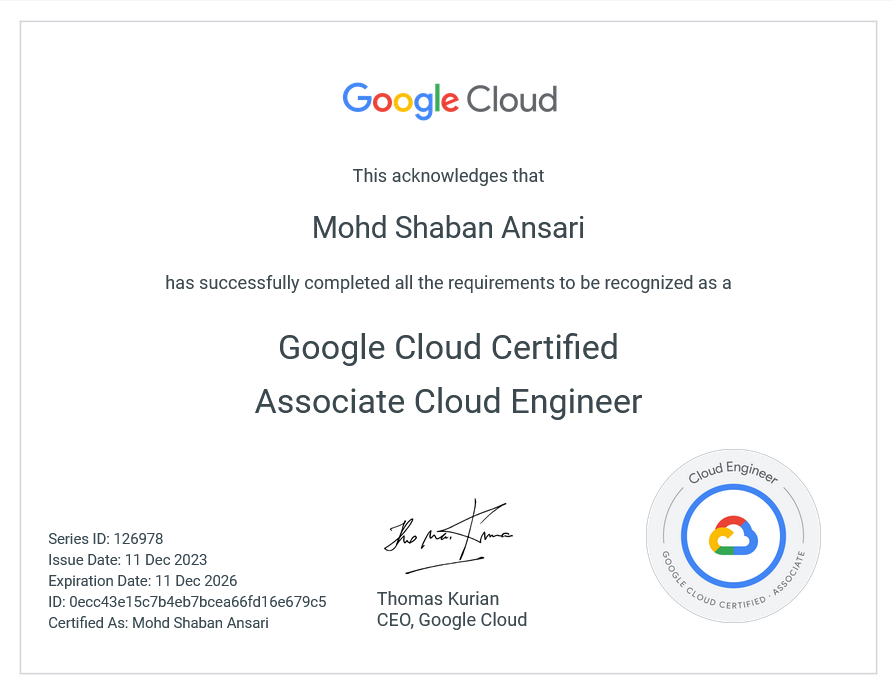 Google Cloud
This acknowledges that
Mohd Shaban Ansari
has successfully completed all the requirements to be recognized as a
Google Cloud Certified
Associate Cloud Engineer
Series ID: 126978
Issue Date: 11 Dec 2023
Expiration Date: 11 Dec 2026
ID: 0ecc43e15c7b4eb7bcea66fd16e679c5
Certified As: Mohd Shaban Ansari
Thomas Kurian
CEO, Google Cloud
Cloud Engineer
GOOGLE CLOUD CERTIFIED · ASSOCIATE